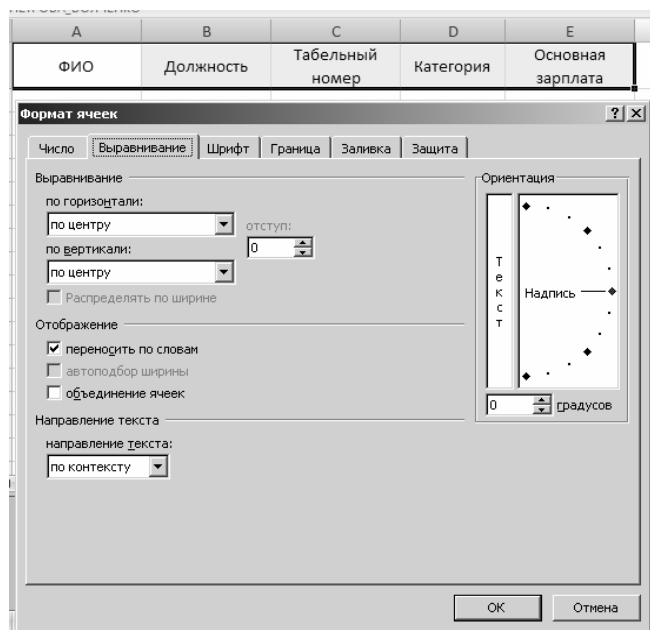 A B C D E
ФИО Должность Табельный номер Категория Основная зарплата
Формат ячеек
Число Выравнивание Шрифт Граница Заливка Защита
Выравнивание
по горизонтали:
по центру
отступ:
0
по вертикали:
по центру
Распределять по ширине
Отображение
переносить по словам
автоподбор ширины
объединение ячеек
Направление текста
направление текста:
по контексту
Ориентация
Текст
Надпись
0 градусов
ОК Отмена